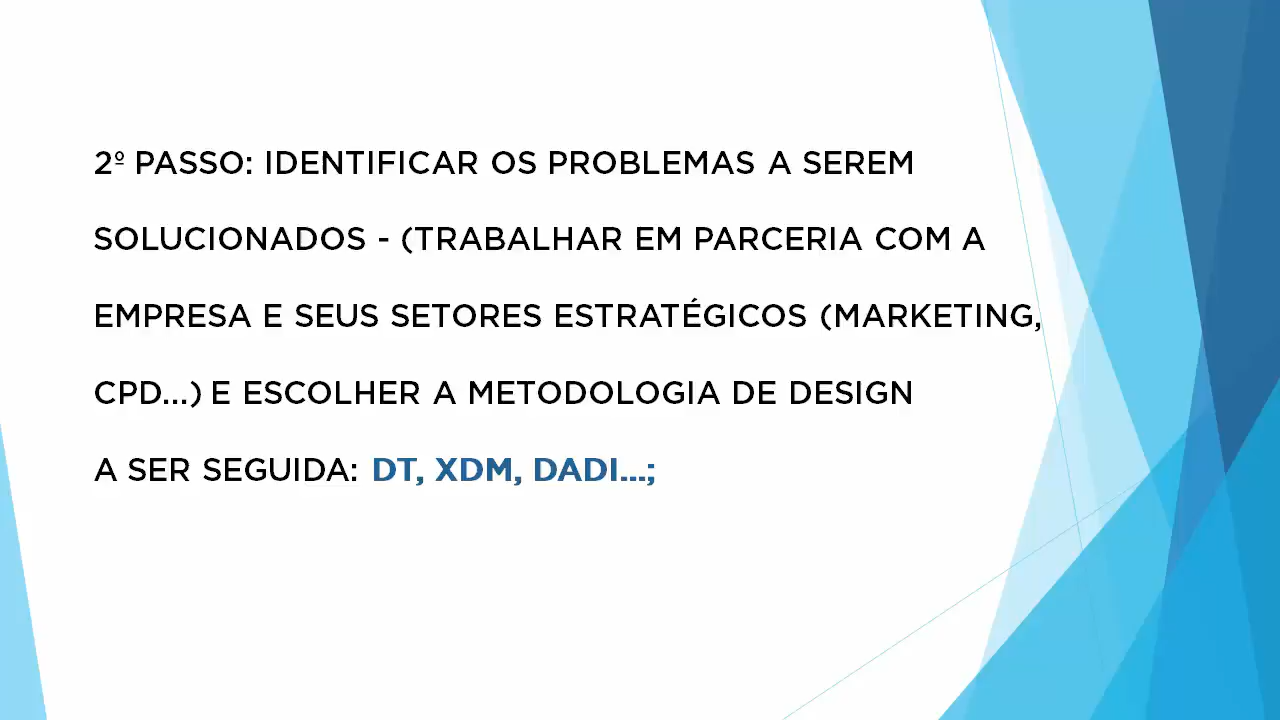 2º PASSO: IDENTIFICAR OS PROBLEMAS A SEREM
SOLUCIONADOS - (TRABALHAR EM PARCERIA COM A
EMPRESA E SEUS SETORES ESTRATÉGICOS (MARKETING,
CPD...) E ESCOLHER A METODOLOGIA DE DESIGN
A SER SEGUIDA: DT, XDM, DADI...;